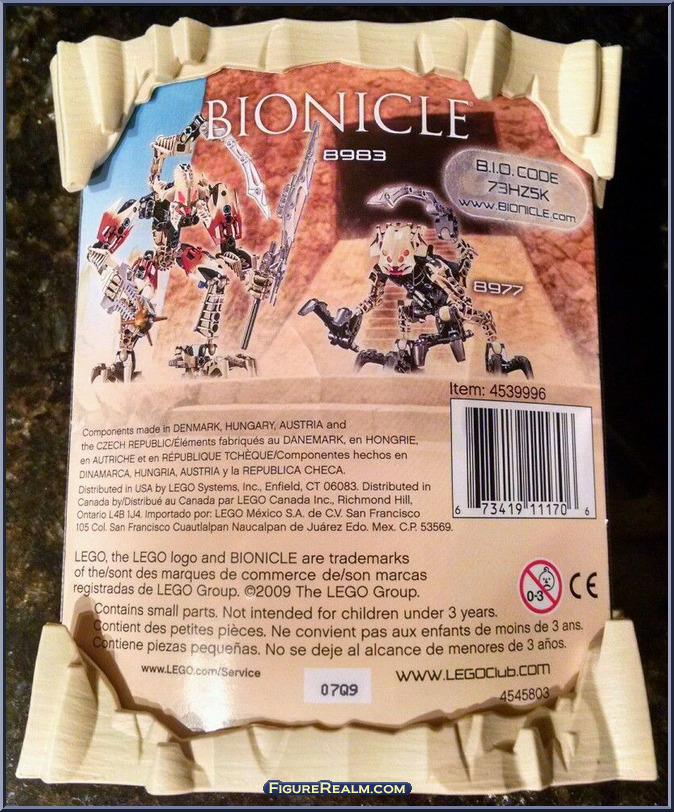 BIONICLE®
8983
B.I.O. CODE
73HZ5K
www.BIONICLE.com
8977
Item: 4539996
6 73419 11170 6
Components made in DENMARK, HUNGARY, AUSTRIA and
the CZECH REPUBLIC/Éléments fabriqués au DANEMARK, en HONGRIE,
en AUTRICHE et en RÉPUBLIQUE TCHÈQUE/Componentes hechos en
DINAMARCA, HUNGRIA, AUSTRIA y la REPUBLICA CHECA.
Distributed in USA by LEGO Systems, Inc., Enfield, CT 06083. Distributed in
Canada by/Distribué au Canada par LEGO Canada Inc., Richmond Hill,
Ontario L4B 1J4. Importado por: LEGO México S.A. de C.V. San Francisco
105 Col. San Francisco Cuautlalpan Naucalpan de Juárez Edo. Mex. C.P. 53569.
LEGO, the LEGO logo and BIONICLE are trademarks
of the/sont des marques de commerce de/son marcas
registradas de LEGO Group. ©2009 The LEGO Group.
0-3
CE
Contains small parts. Not intended for children under 3 years.
Contient des petites pièces. Ne convient pas aux enfants de moins de 3 ans.
Contiene piezas pequeñas. No se deje al alcance de menores de 3 años.
www.LEGO.com/Service
07Q9
www.LEGOClub.com
4545803
FigureRealm.com